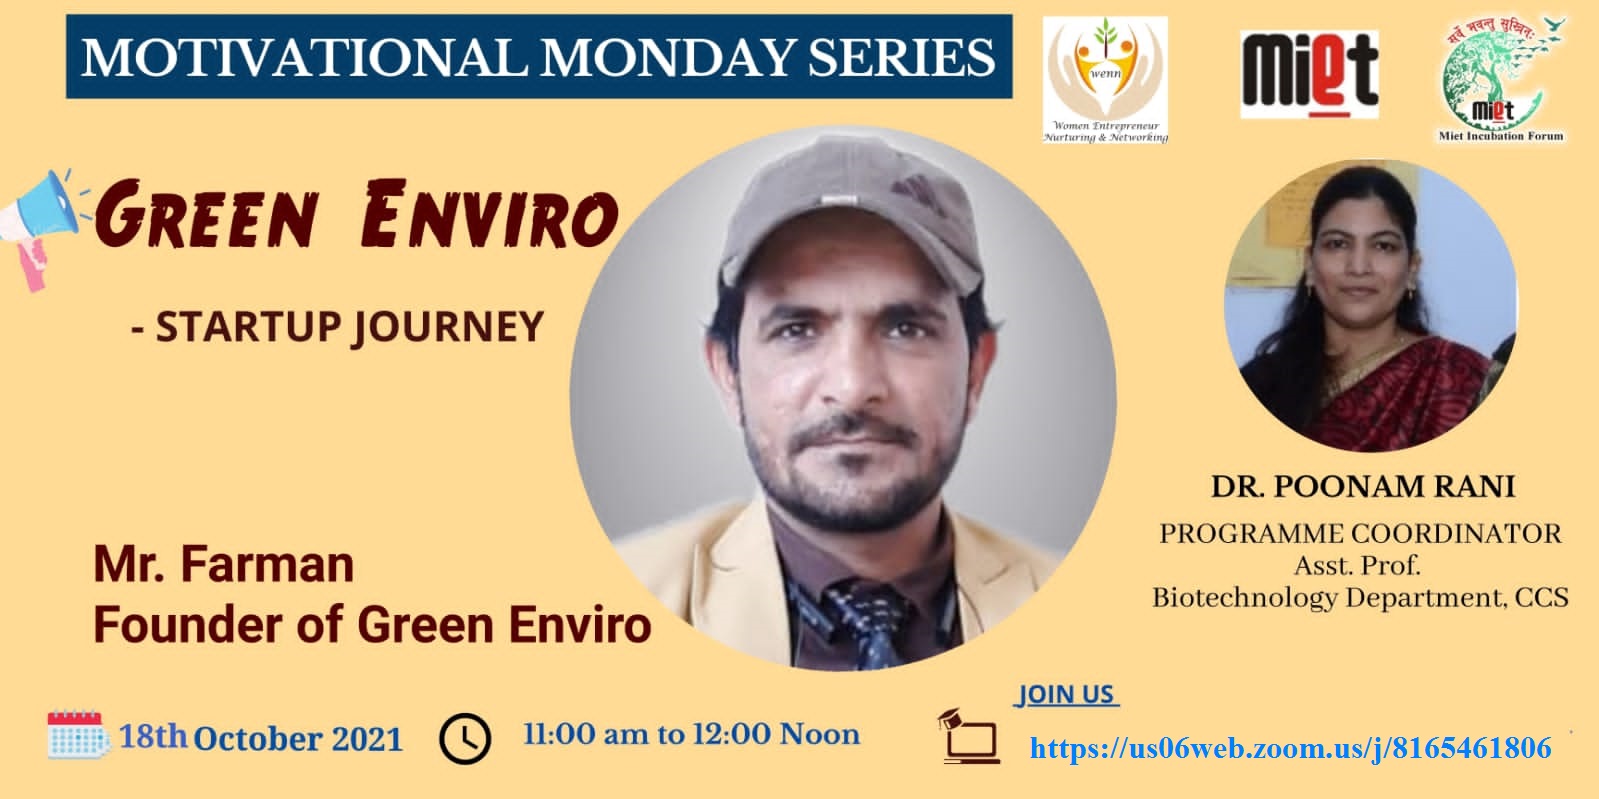 MOTIVATIONAL MONDAY SERIES
wenn
Women Entrepreneur
Nurturing & Networking
miet
सर्वे भवन्तु सुखिनः
miet
Miet Incubation Forum
GREEN ENVIRO
- STARTUP JOURNEY
Mr. Farman
Founder of Green Enviro
DR. POONAM RANI
PROGRAMME COORDINATOR
Asst. Prof.
Biotechnology Department, CCS
18th October 2021
11:00 am to 12:00 Noon
JOIN US
https://us06web.zoom.us/j/8165461806